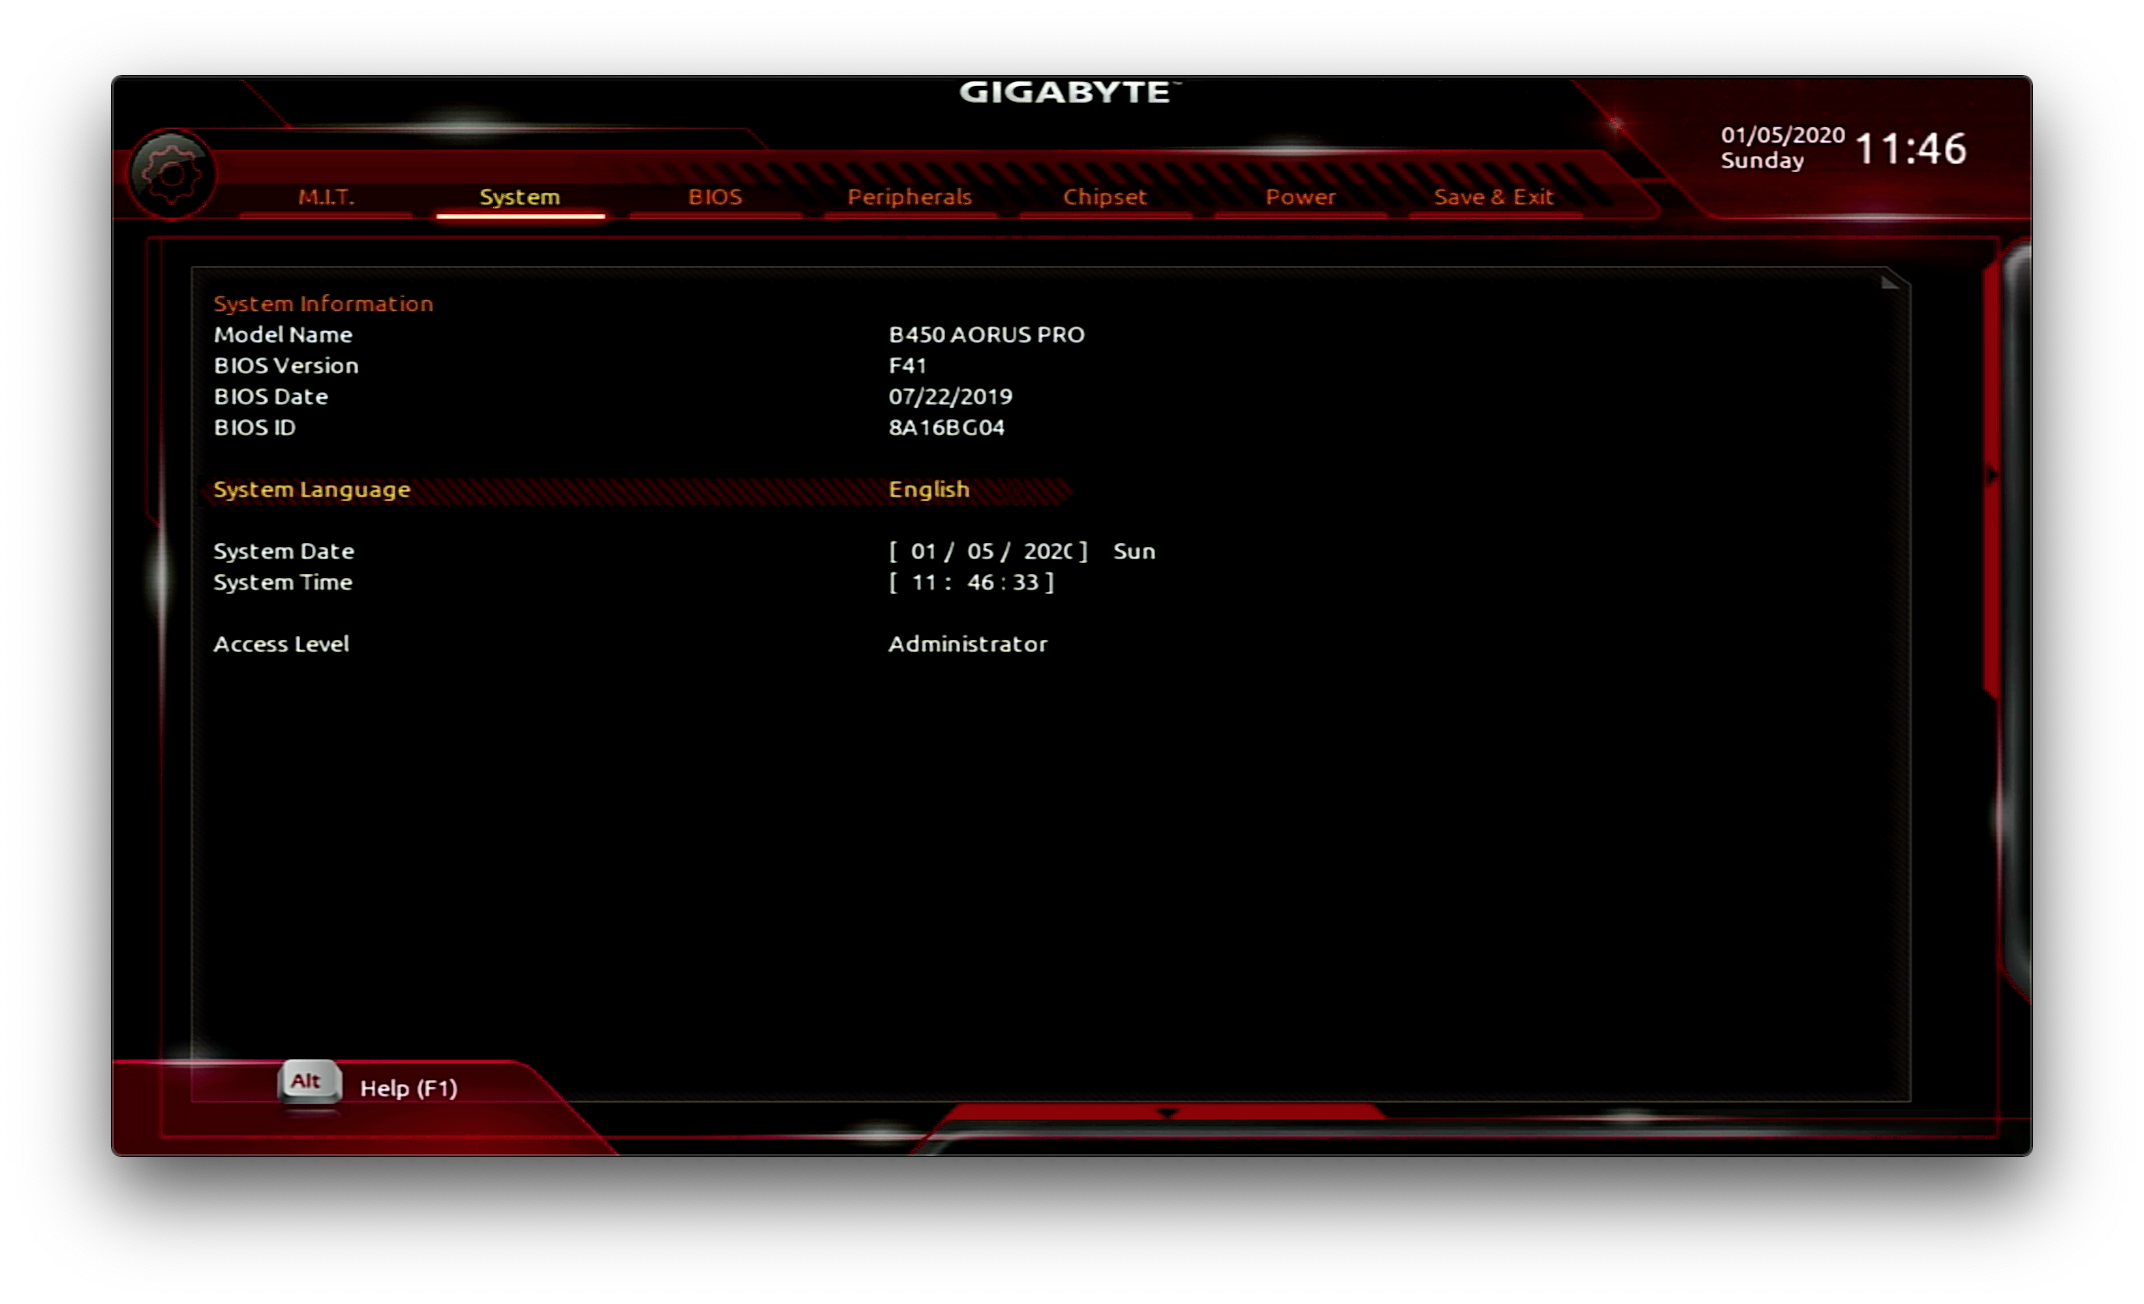 GIGABYTE™
01/05/2020 11:46
Sunday
M.I.T. System BIOS Peripherals Chipset Power Save & Exit
System Information
Model Name B450 AORUS PRO
BIOS Version F41
BIOS Date 07/22/2019
BIOS ID 8A16BG04
System Language English
System Date [ 01 / 05 / 2020 ] Sun
System Time [ 11 : 46 : 33 ]
Access Level Administrator
Alt Help (F1)